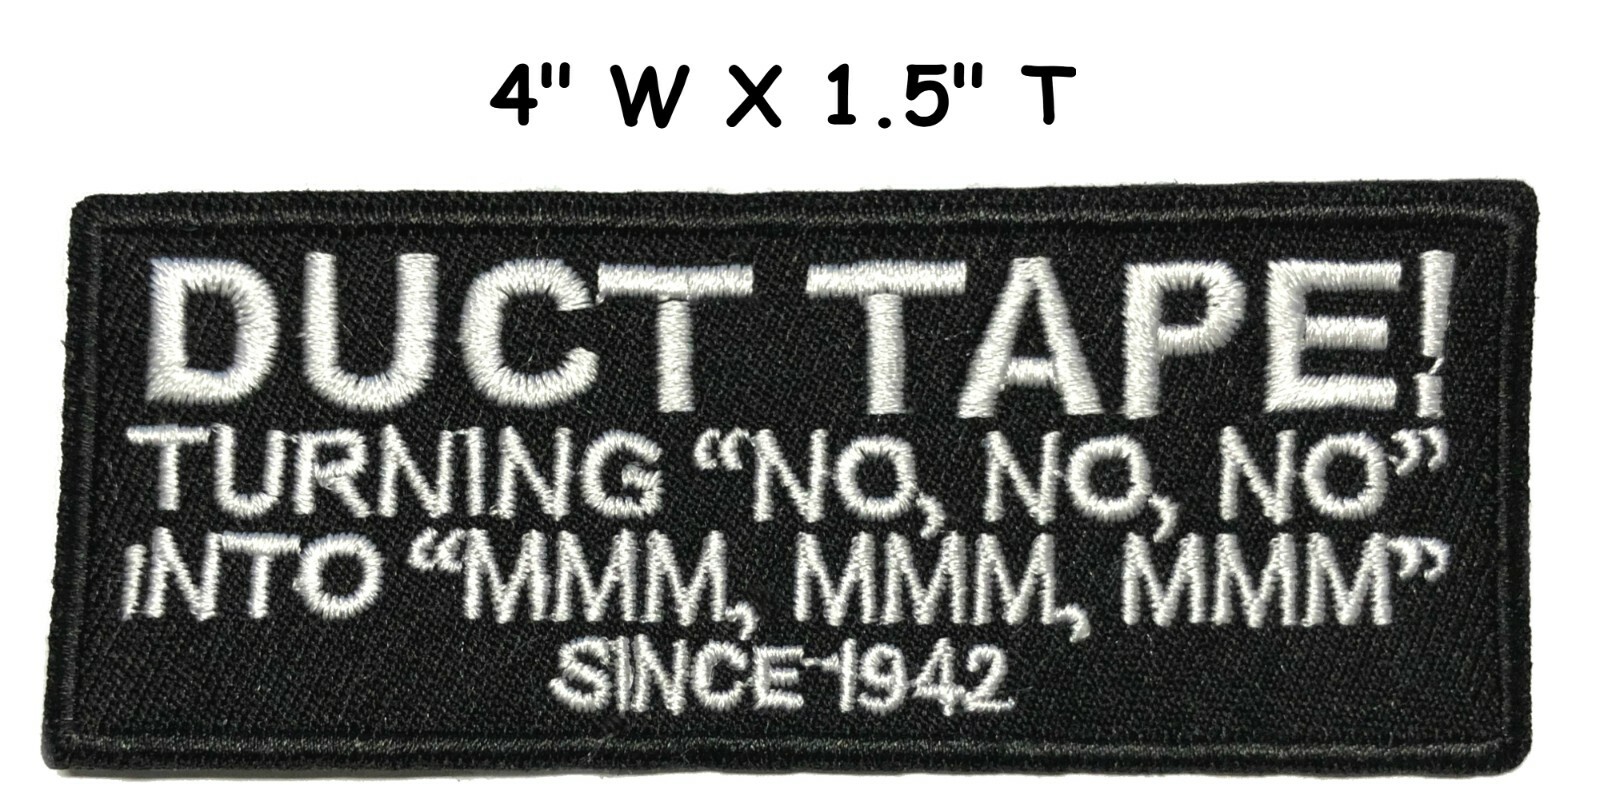 4" W X 1.5" T
DUCT TAPE!
TURNING “NO, NO, NO”
INTO “MMM, MMM, MMM”
SINCE 1942